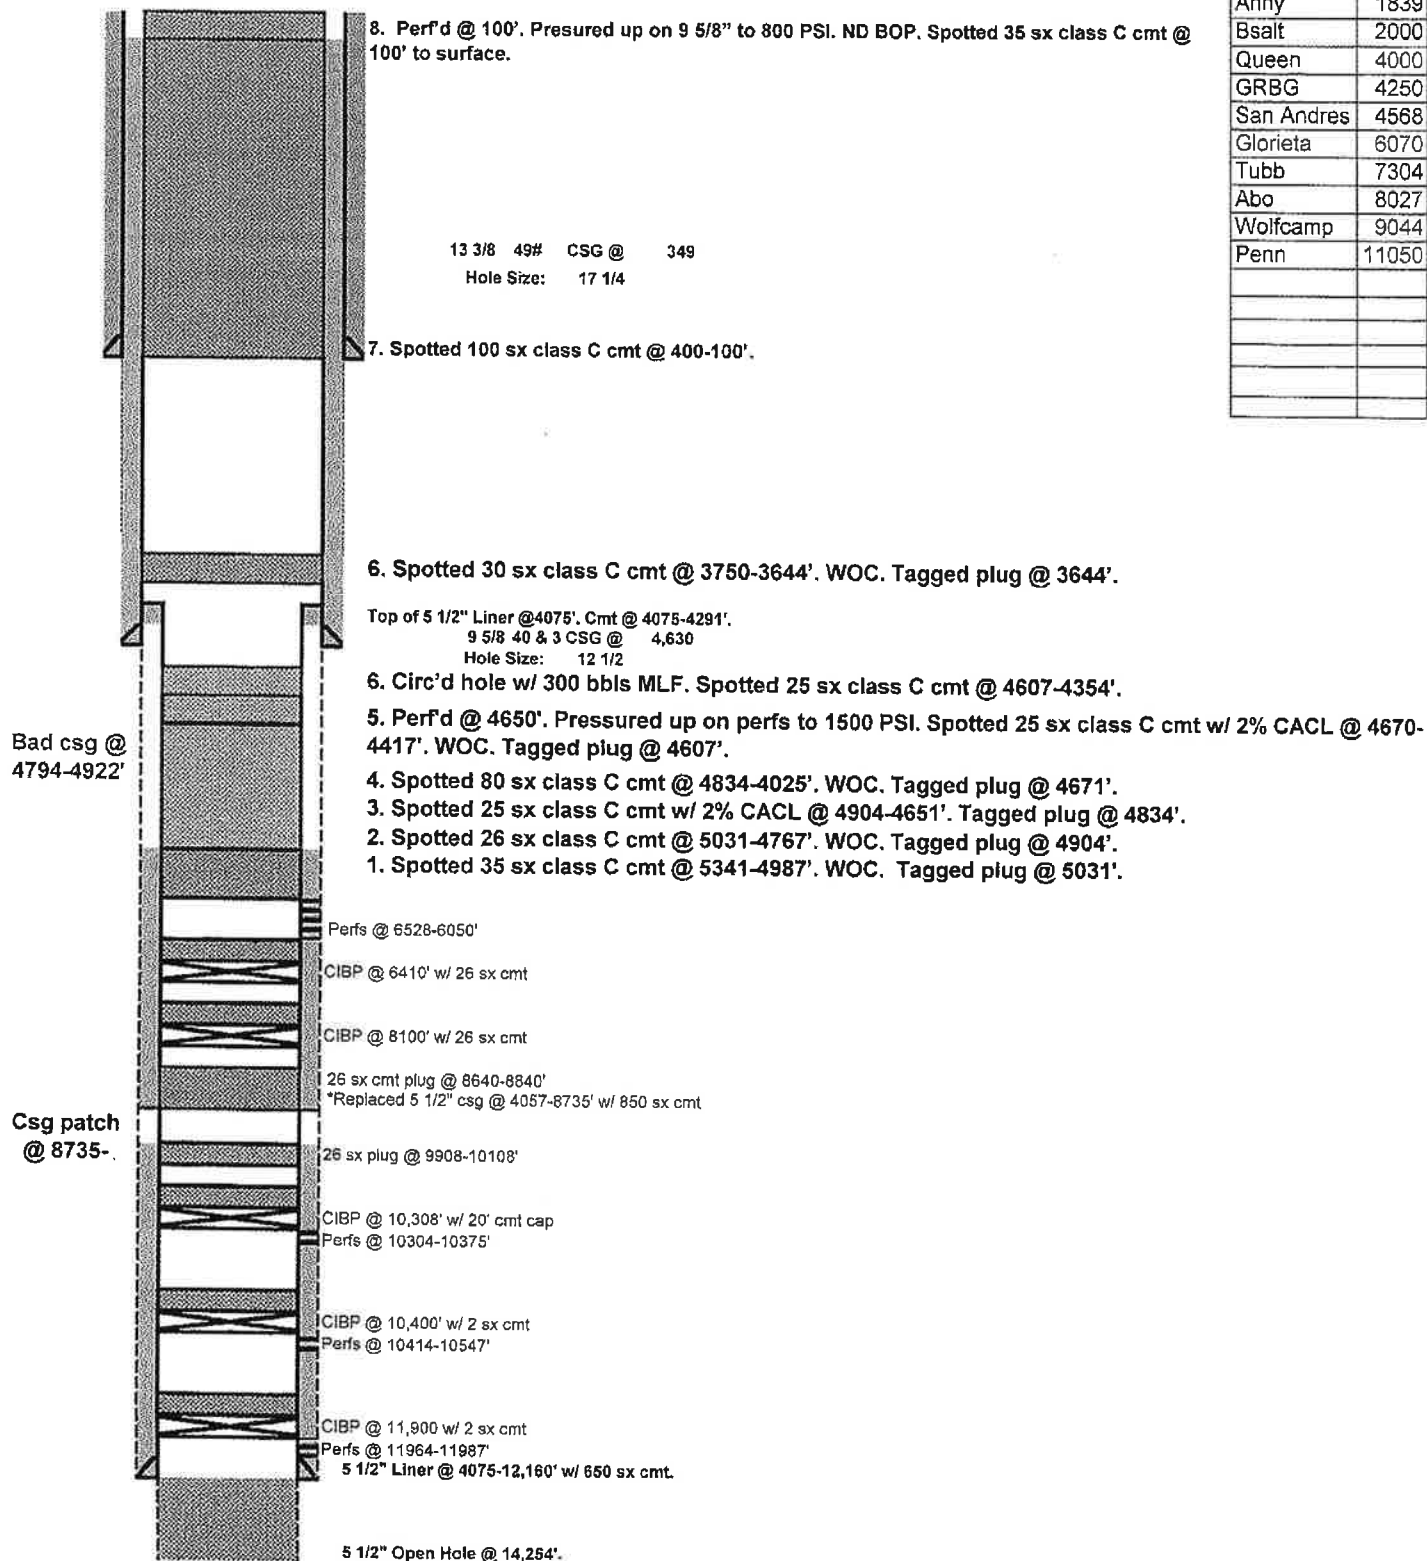 8. Perf'd @ 100'. Presured up on 9 5/8" to 800 PSI. ND BOP. Spotted 35 sx class C cmt @
100' to surface.
1839
Bsalt 2000
Queen 4000
GRBG 4250
San Andres 4568
Glorieta 6070
Tubb 7304
Abo 8027
Wolfcamp 9044
Penn 11050
13 3/8 49# CSG @ 349
Hole Size: 17 1/4
7. Spotted 100 sx class C cmt @ 400-100'.
6. Spotted 30 sx class C cmt @ 3750-3644'. WOC. Tagged plug @ 3644'.
Top of 5 1/2" Liner @4075'. Cmt @ 4075-4291'.
9 5/8 40 & 3 CSG @ 4,630
Hole Size: 12 1/2
6. Circ'd hole w/ 300 bbls MLF. Spotted 25 sx class C cmt @ 4607-4354'.
5. Perf'd @ 4650'. Pressured up on perfs to 1500 PSI. Spotted 25 sx class C cmt w/ 2% CACL @ 4670-
4417'. WOC. Tagged plug @ 4607'.
Bad csg @
4794-4922'
4. Spotted 80 sx class C cmt @ 4834-4025'. WOC. Tagged plug @ 4671'.
3. Spotted 25 sx class C cmt w/ 2% CACL @ 4904-4651'. Tagged plug @ 4834'.
2. Spotted 26 sx class C cmt @ 5031-4767'. WOC. Tagged plug @ 4904'.
1. Spotted 35 sx class C cmt @ 5341-4987'. WOC. Tagged plug @ 5031'.
Perfs @ 6528-6050'
CIBP @ 6410' w/ 26 sx cmt
CIBP @ 8100' w/ 26 sx cmt
26 sx cmt plug @ 8640-8840'
*Replaced 5 1/2" csg @ 4057-8735' w/ 850 sx cmt
Csg patch
@ 8735-.
26 sx plug @ 9908-10108'
CIBP @ 10,308' w/ 20' cmt cap
Perfs @ 10304-10375'
CIBP @ 10,400' w/ 2 sx cmt
Perfs @ 10414-10547'
CIBP @ 11,900 w/ 2 sx cmt
Perfs @ 11964-11987'
5 1/2" Liner @ 4075-12,160' w/ 650 sx cmt.
5 1/2" Open Hole @ 14,254'.